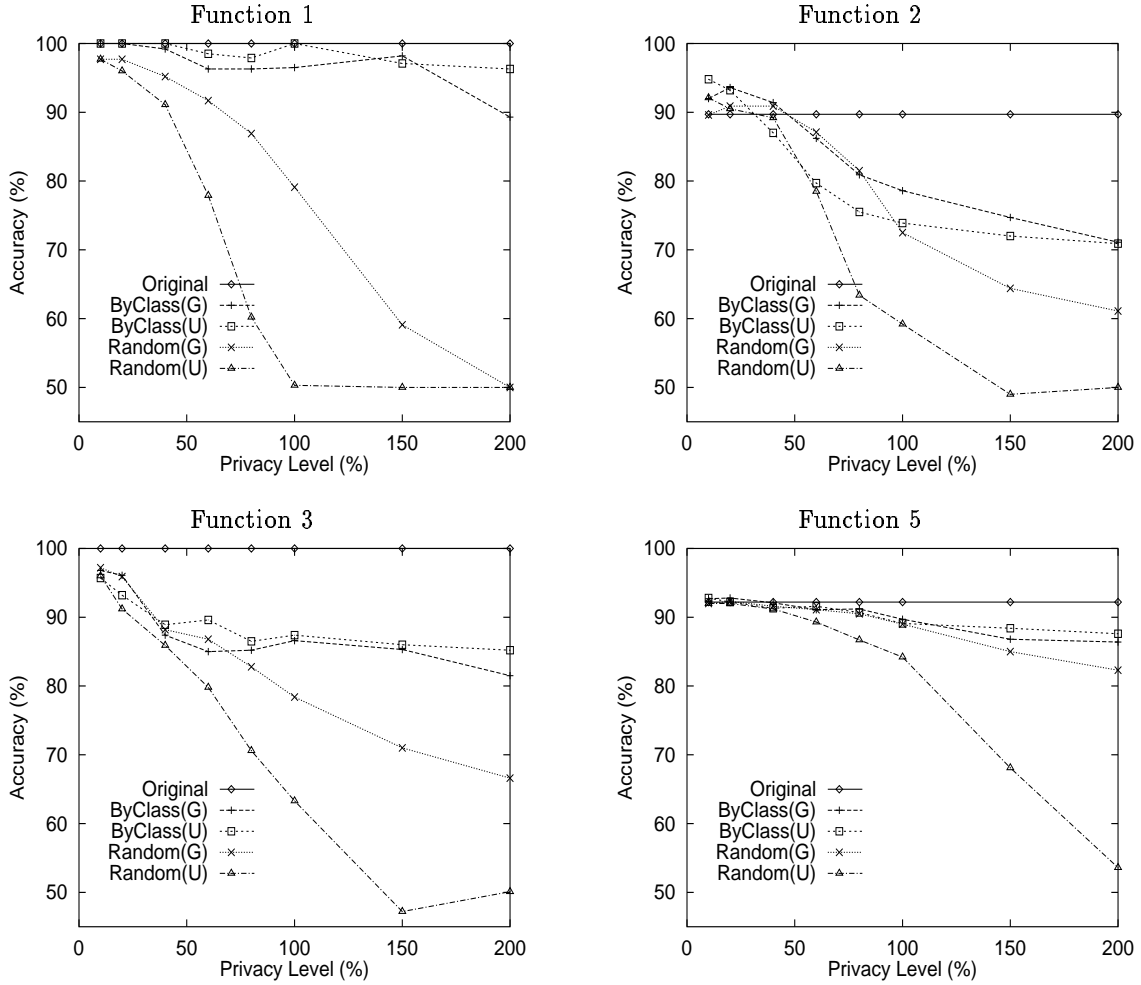 Function 1
100
90
80
70
60
50
Accuracy (%)
Original
ByClass(G)
ByClass(U)
Random(G)
Random(U)
0 50 100 150 200
Privacy Level (%)
Function 2
100
90
80
70
60
50
Accuracy (%)
Original
ByClass(G)
ByClass(U)
Random(G)
Random(U)
0 50 100 150 200
Privacy Level (%)
Function 3
100
90
80
70
60
50
Accuracy (%)
Original
ByClass(G)
ByClass(U)
Random(G)
Random(U)
0 50 100 150 200
Privacy Level (%)
Function 5
100
90
80
70
60
50
Accuracy (%)
Original
ByClass(G)
ByClass(U)
Random(G)
Random(U)
0 50 100 150 200
Privacy Level (%)